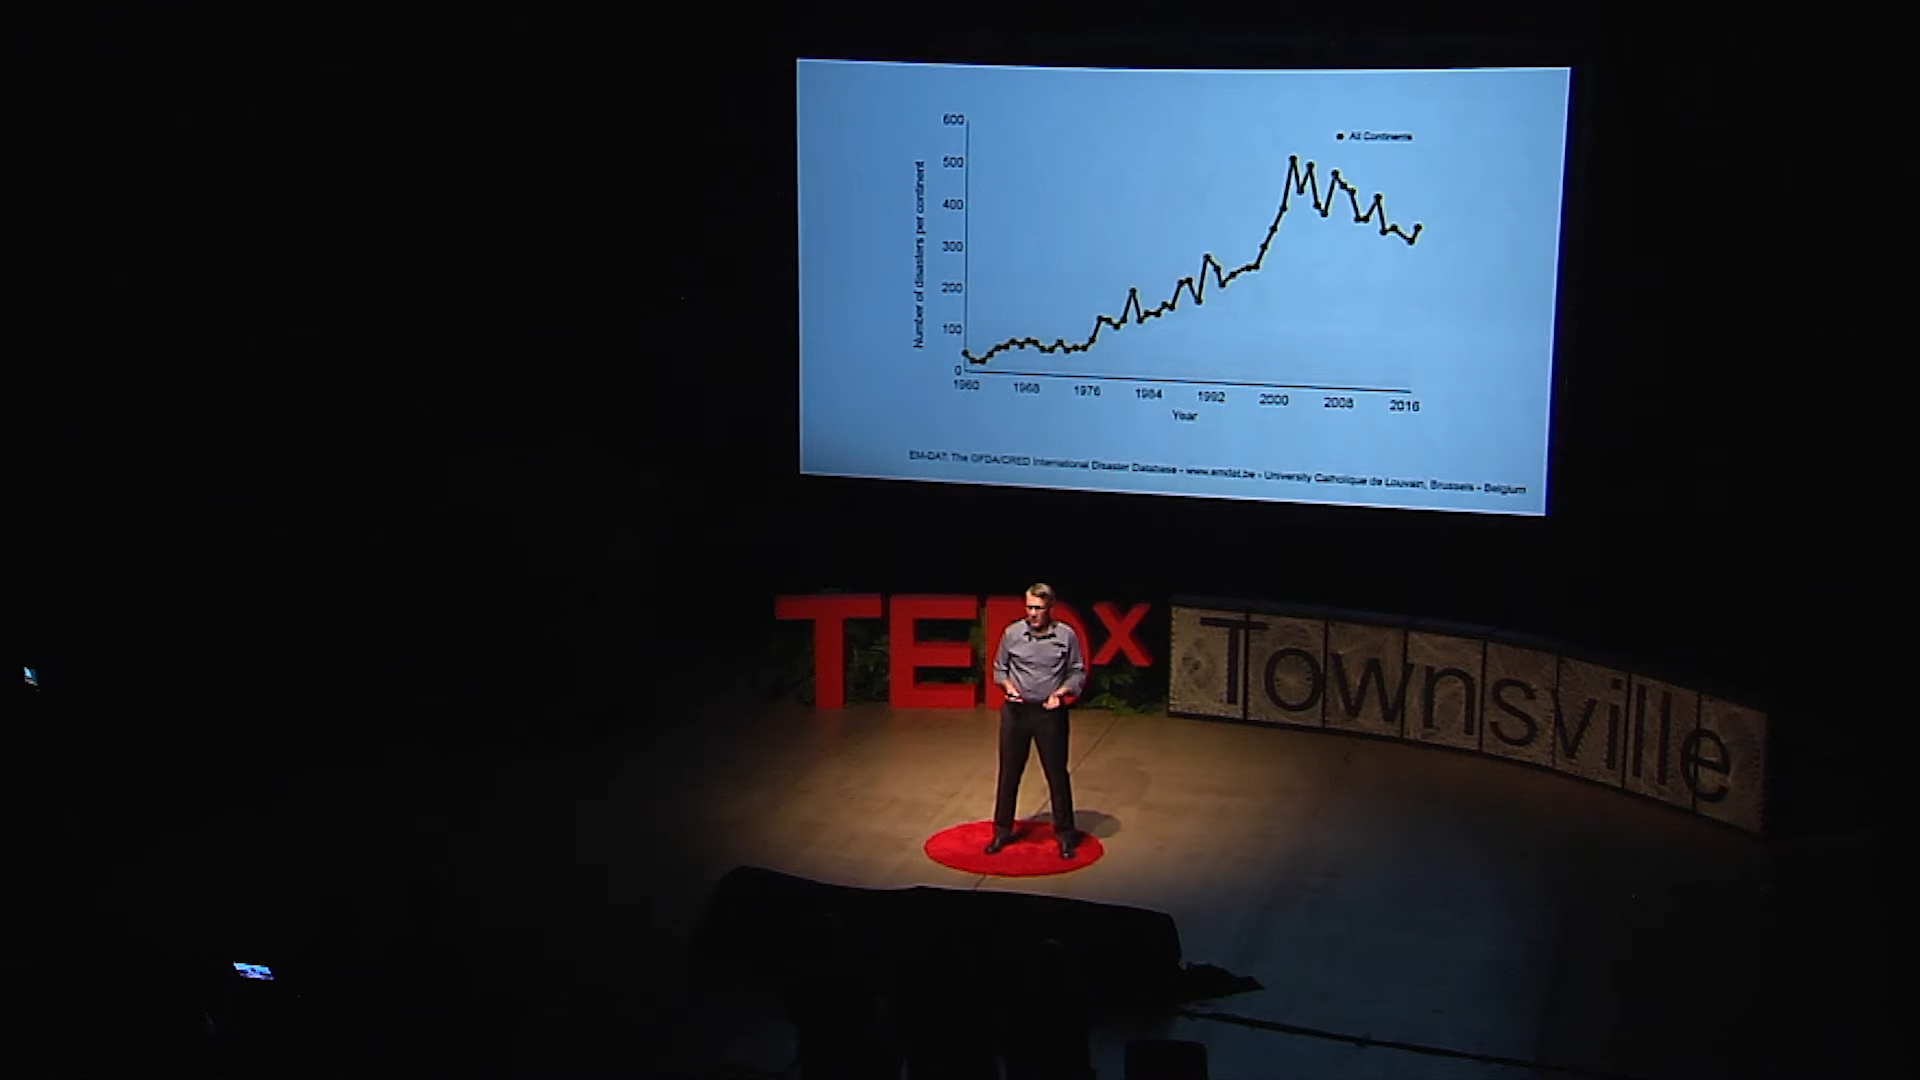 600
All Continents
500
400
300
200
100
0
Number of disasters per continent
1960 1968 1976 1984 1992 2000 2008 2016
Year
EM-DAT: The OFDA/CRED International Disaster Database - www.emdat.be - University Catholique de Louvain, Brussels - Belgium
TEDx Townsville